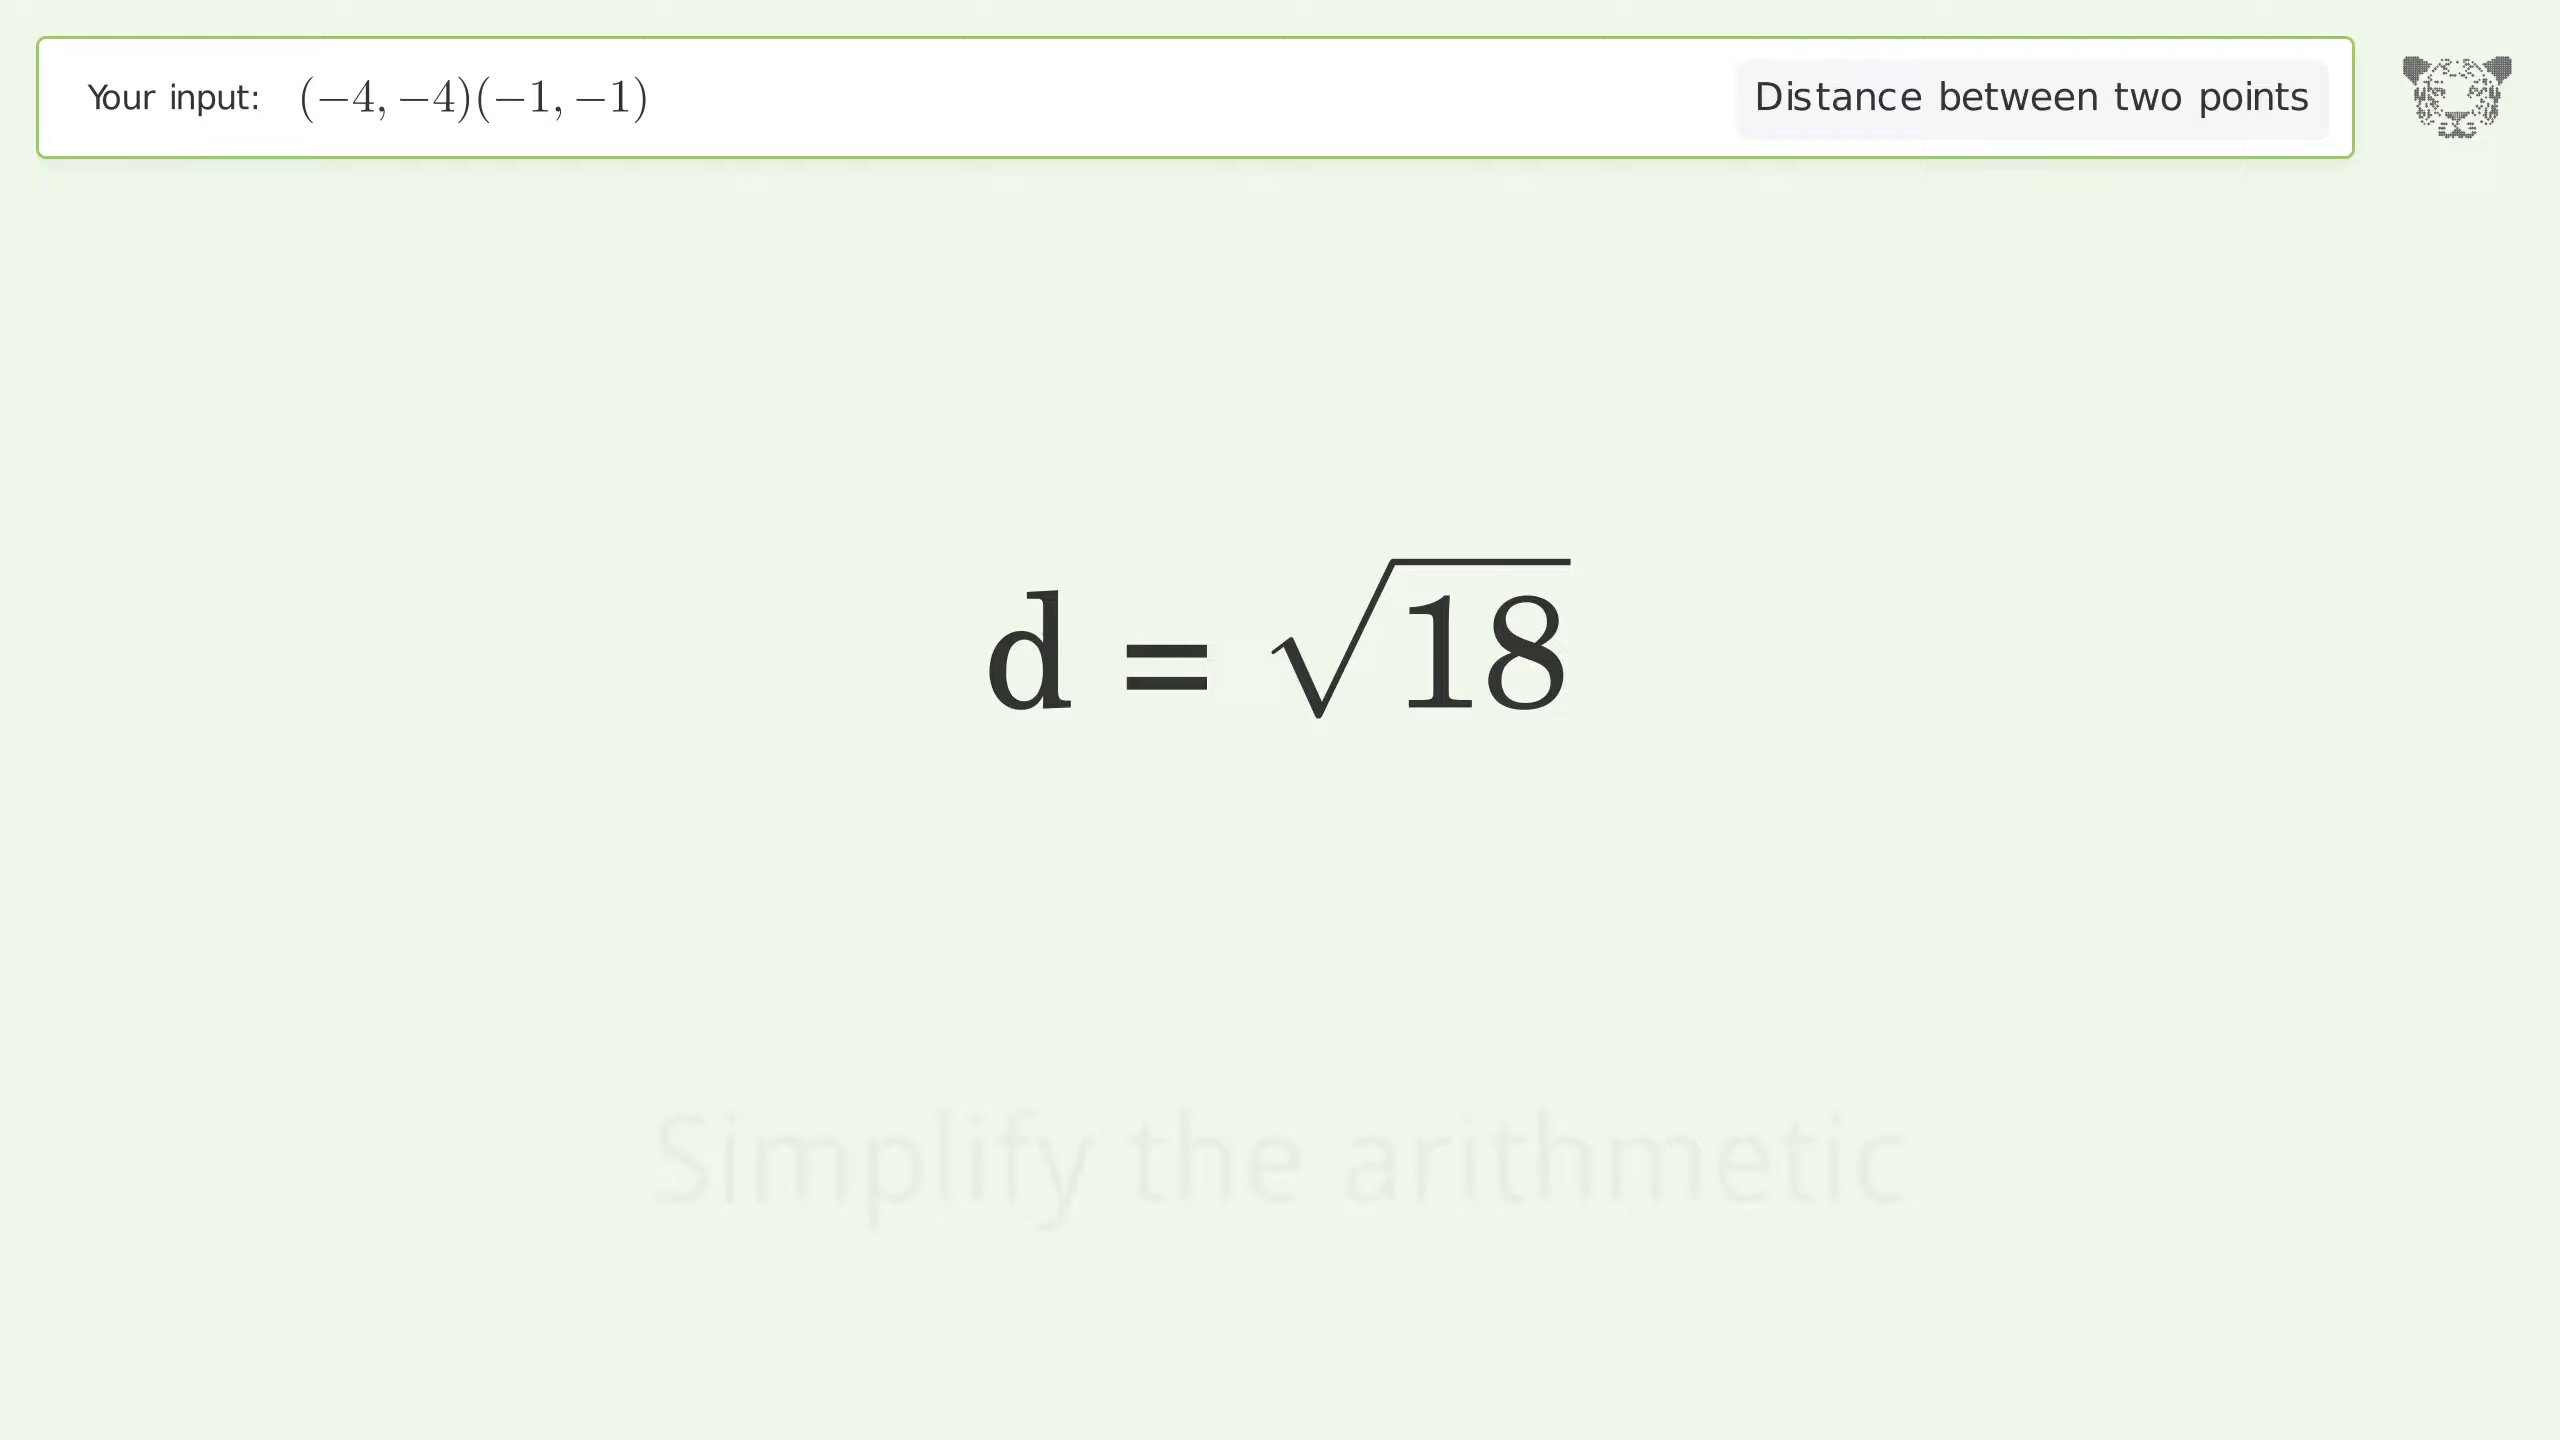 Your input: (−4, −4)(−1, −1) Distance between two points
d = √18
Simplify the arithmetic